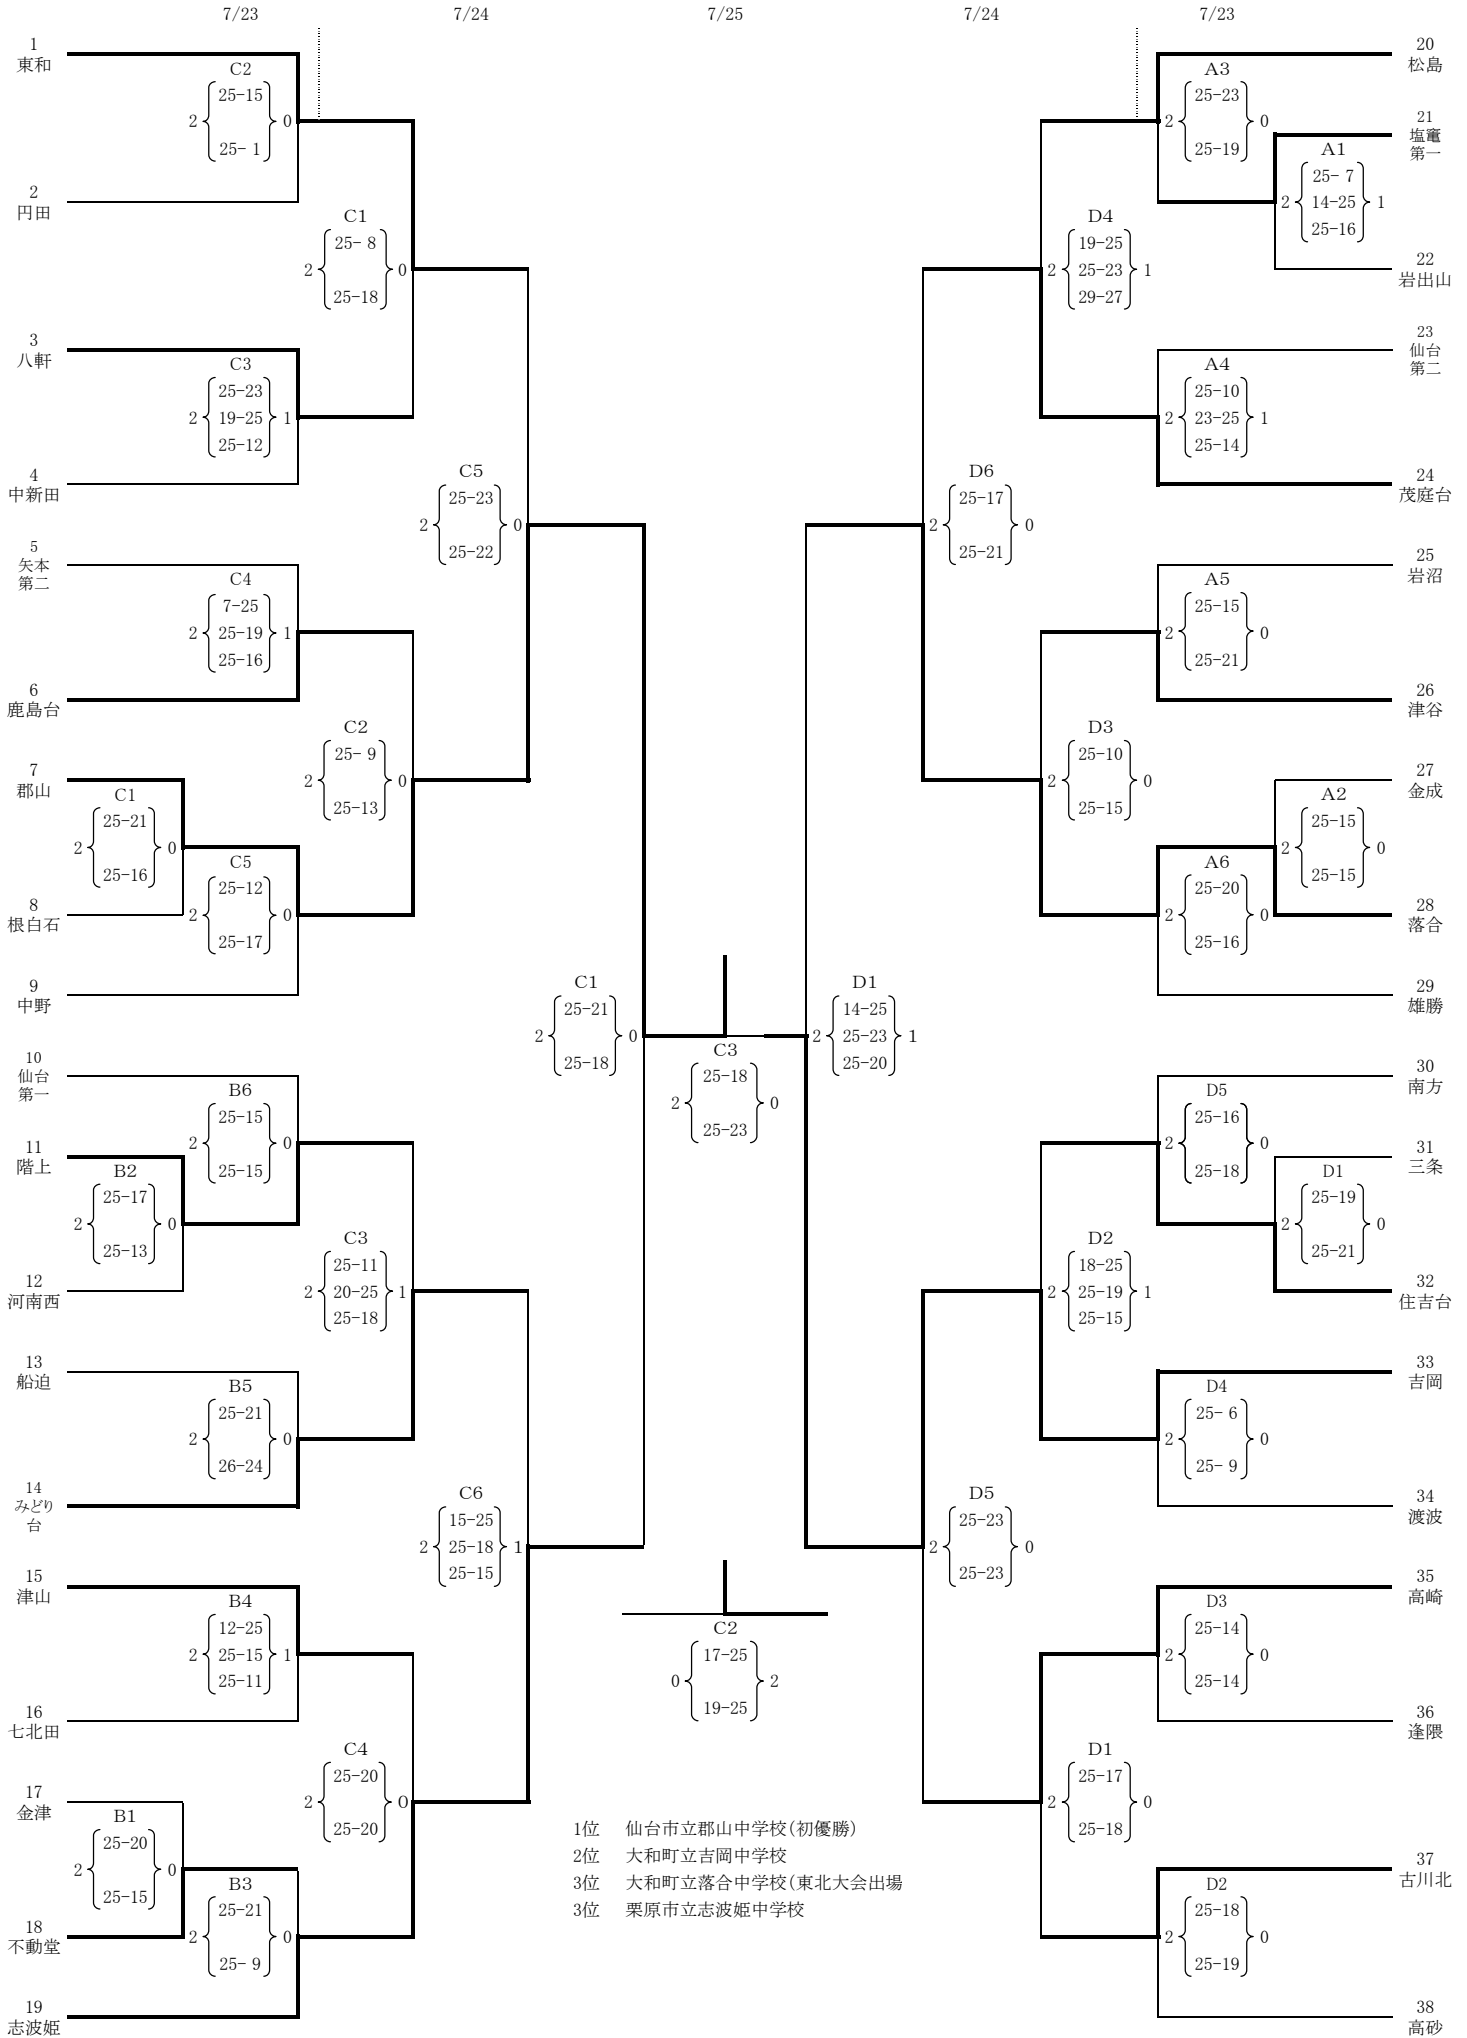 7/23
7/24
7/25
7/24
7/23
1
東和
C2
25-15
2 0
25- 1
2
円田
C1
25- 8
2 0
25-18
3
八軒
C3
25-23
2 19-25 1
25-12
4
中新田
C5
25-23
2 0
25-22
5
矢本
第二
C4
7-25
2 25-19 1
25-16
6
鹿島台
C2
25- 9
2 0
25-13
7
郡山
C1
25-21
2 0
25-16
8
根白石
C5
25-12
2 0
25-17
9
中野
C1
25-21
2 0
25-18
10
仙台
第一
B6
25-15
2 0
25-15
11
階上
B2
25-17
2 0
25-13
12
河南西
C3
25-11
2 20-25 1
25-18
13
船迫
B5
25-21
2 0
26-24
14
みどり
台
C6
15-25
2 25-18 1
25-15
15
津山
B4
12-25
2 25-15 1
25-11
16
七北田
C4
25-20
2 0
25-20
17
金津
B1
25-20
2 0
25-15
18
不動堂
B3
25-21
2 0
25- 9
19
志波姫
C3
25-18
2 0
25-23
C2
17-25
0 2
19-25
1位 仙台市立郡山中学校(初優勝)
2位 大和町立吉岡中学校
3位 大和町立落合中学校(東北大会出場
3位 栗原市立志波姫中学校
20
松島
A3
25-23
2 0
25-19
21
塩竈
第一
A1
25- 7
2 14-25 1
25-16
22
岩出山
D4
19-25
2 25-23 1
29-27
23
仙台
第二
A4
25-10
2 23-25 1
25-14
24
茂庭台
D6
25-17
2 0
25-21
25
岩沼
A5
25-15
2 0
25-21
26
津谷
D3
25-10
2 0
25-15
27
金成
A2
25-15
2 0
25-15
28
落合
A6
25-20
2 0
25-16
29
雄勝
D1
14-25
2 25-23 1
25-20
30
南方
D5
25-16
2 0
25-18
31
三条
D1
25-19
2 0
25-21
32
住吉台
D2
18-25
2 25-19 1
25-15
33
吉岡
D4
25- 6
2 0
25- 9
34
渡波
D5
25-23
2 0
25-23
35
高崎
D3
25-14
2 0
25-14
36
逢隈
D1
25-17
2 0
25-18
37
古川北
D2
25-18
2 0
25-19
38
高砂